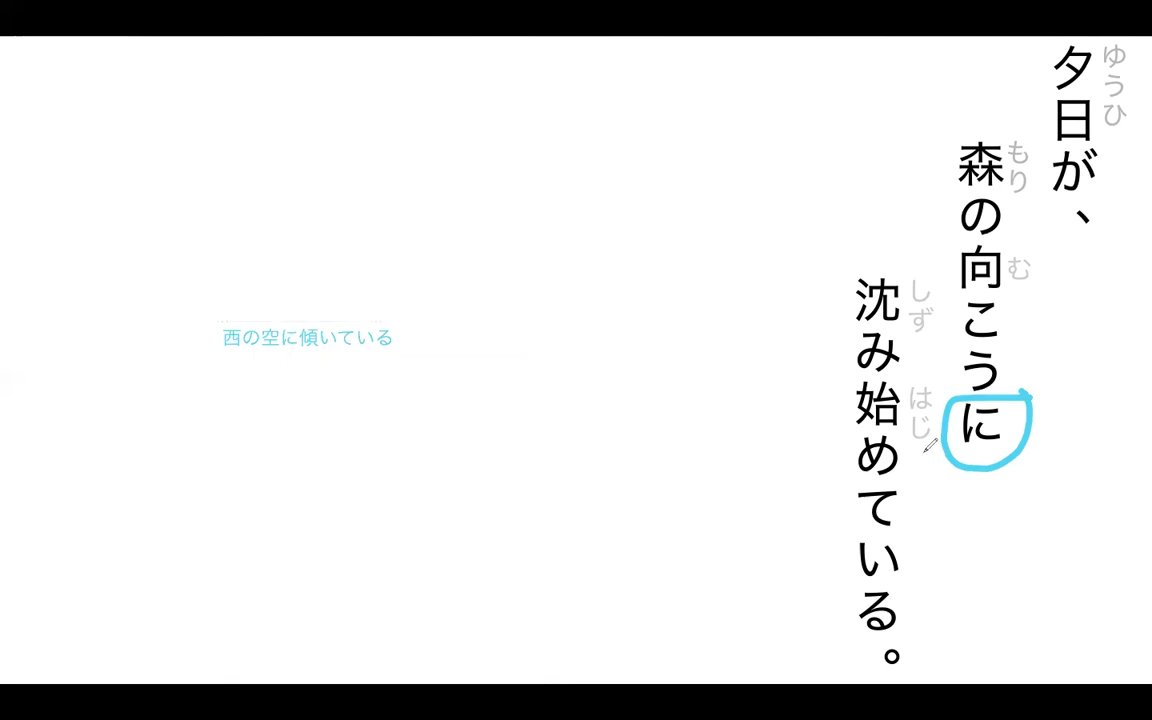 夕日が、
ゆうひ
森の向こうに
もり
む
沈み始めている。
しず
はじ
西の空に傾いている